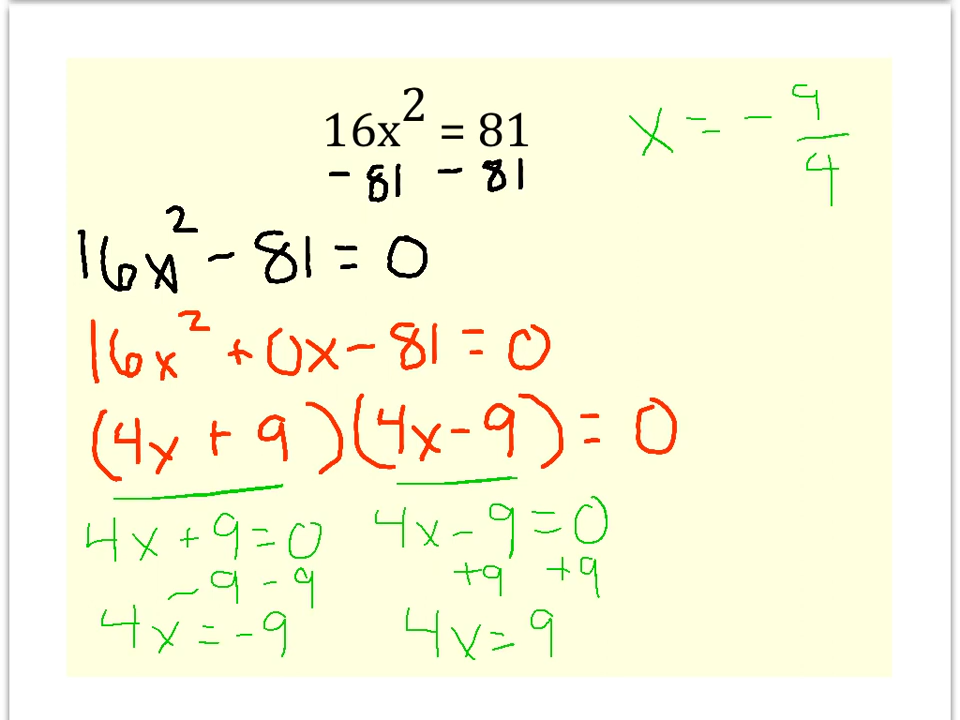 16x² = 81
- 81 - 81
x = - 9/4
16x² - 81 = 0
16x² + 0x - 81 = 0
(4x + 9)(4x - 9) = 0
4x + 9 = 0 4x - 9 = 0
- 9 - 9 +9 +9
4x = -9 4x = 9